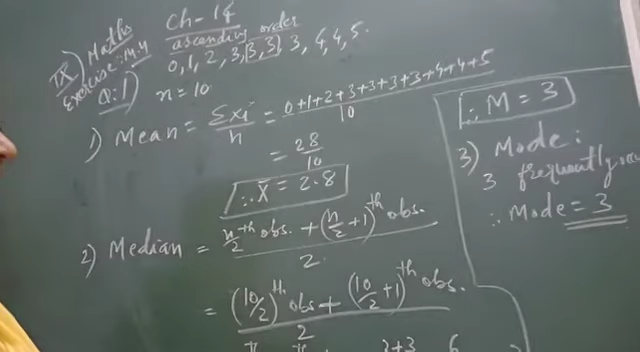 IX) Maths Ch-14
Exercise: 14.4 ascending order
Q:1) 0, 1, 2, 3, 3, 3, 3, 4, 4, 5.
n = 10
1) Mean = Σxi/n = 0+1+2+3+3+3+3+4+4+5/10
= 28/10
∴ x̄ = 2.8
2) Median = n/2 th obs. + (n/2 + 1)th obs. / 2
= (10/2)th obs + (10/2 + 1)th obs. / 2
3+3 6
∴ M = 3
3) Mode:
3 frequently
∴ Mode = 3